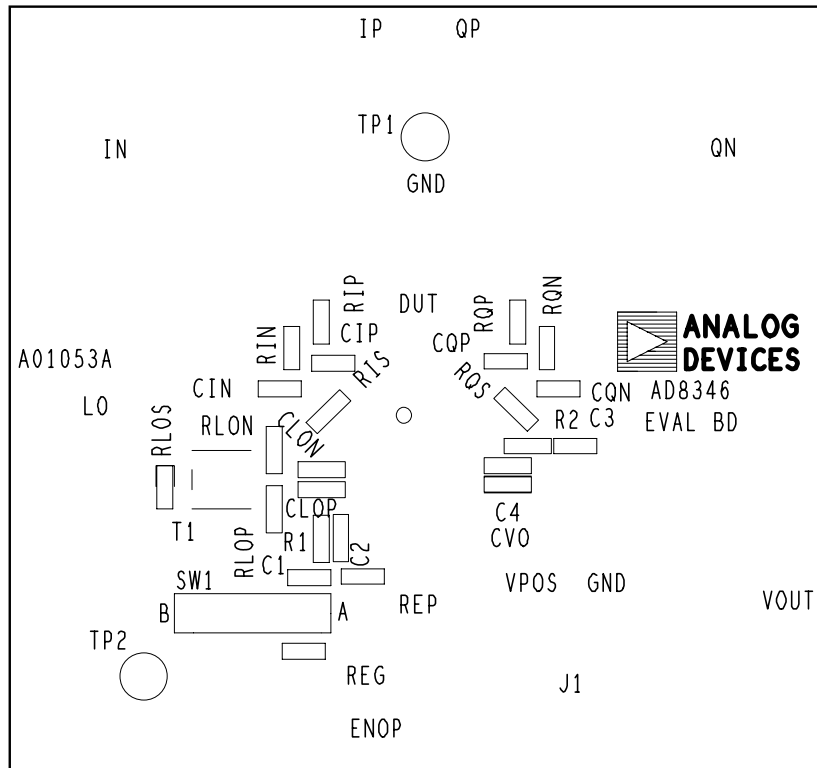 IP QP
TP1
IN QN
GND
RIP DUT RQP RQN
RIN CIP CQP
ANALOG
DEVICES
A01053A RIS RQS
CIN CQN AD8346
LO RLON CLON R2 C3 EVAL BD
RLOS
CLOP C4
T1 RLOP R1 C2 CVO
C1
SW1 VPOS GND
B A REP VOUT
TP2
REG J1
ENOP